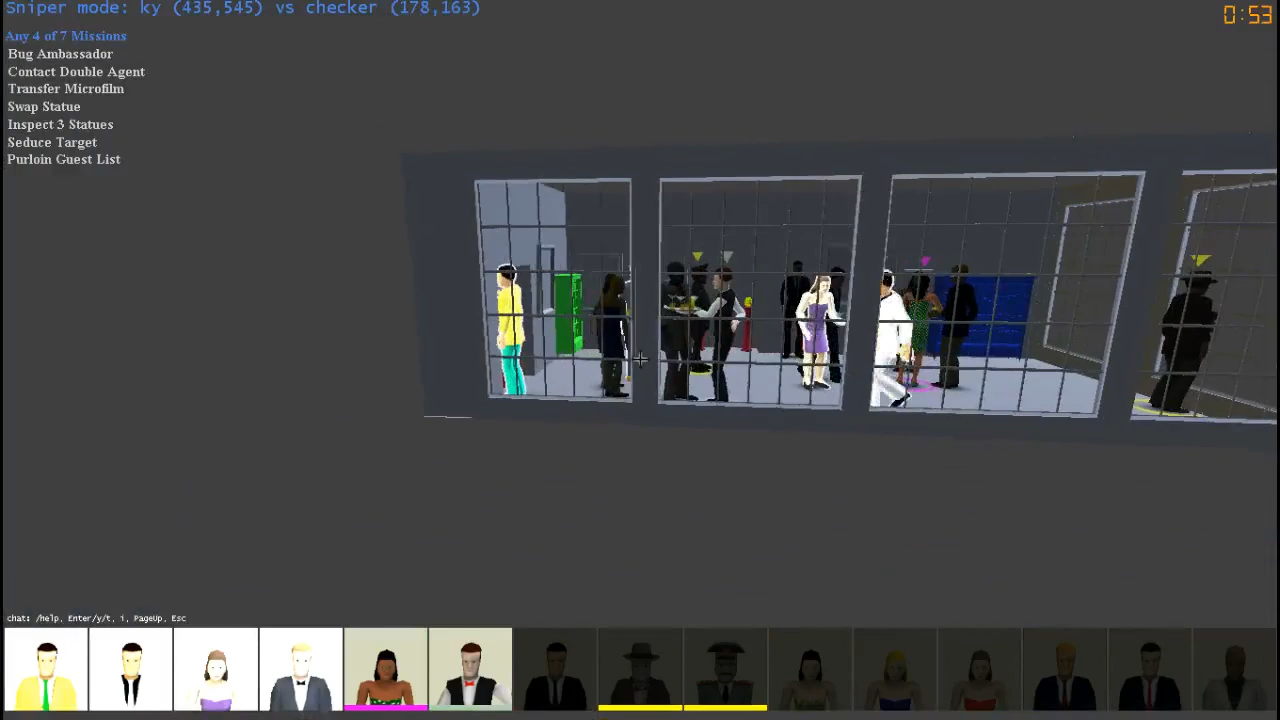 Sniper mode: ky (435,545) vs checker (178,163)
0:53
Any 4 of 7 Missions
Bug Ambassador
Contact Double Agent
Transfer Microfilm
Swap Statue
Inspect 3 Statues
Seduce Target
Purloin Guest List
chat: /help, Enter/y/t, i, PageUp, Esc